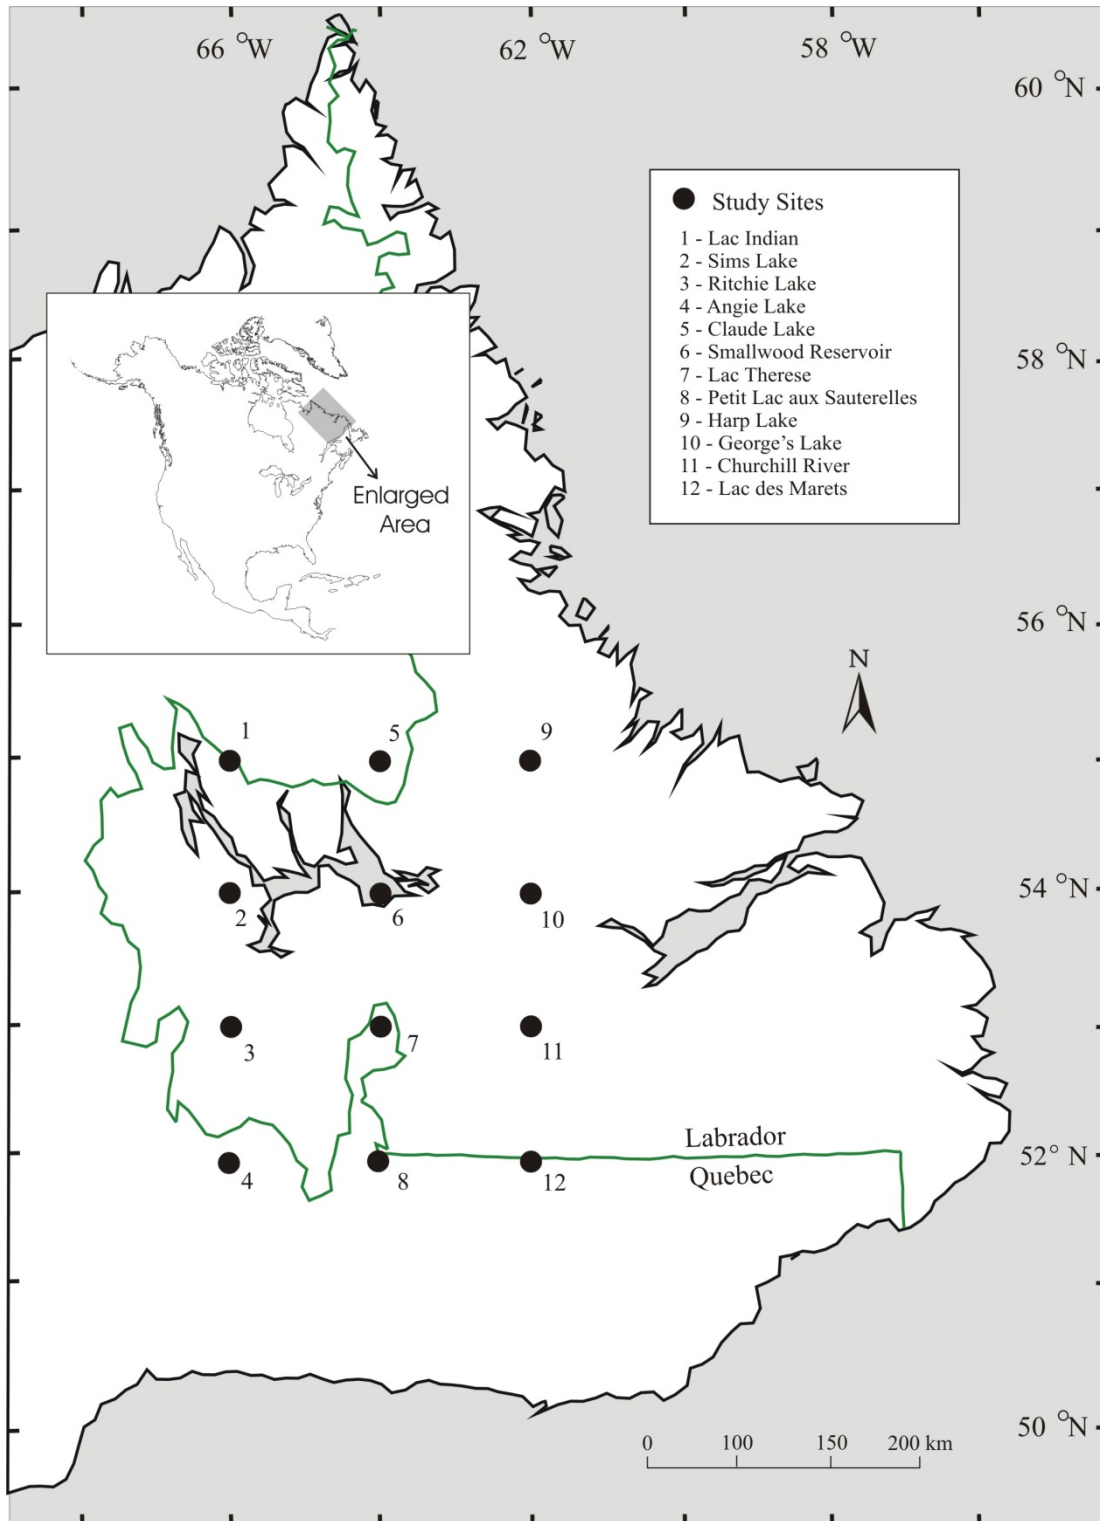 66 °W
62 °W
58 °W
60 °N
Study Sites
1 - Lac Indian
2 - Sims Lake
3 - Ritchie Lake
4 - Angie Lake
5 - Claude Lake
6 - Smallwood Reservoir
7 - Lac Therese
8 - Petit Lac aux Sauterelles
9 - Harp Lake
10 - George's Lake
11 - Churchill River
12 - Lac des Marets
58 °N
Enlarged
Area
56 °N
N
1
5
9
54 °N
2
6
10
3
7
11
Labrador
Quebec
52° N
4
8
12
50 °N
0 100 150 200 km